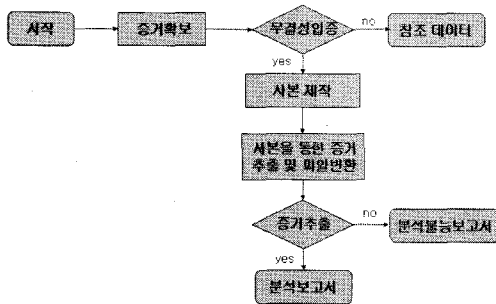 시작
증거확보
무결성입증
no
참조 데이터
yes
사본 제작
사본을 통한 증거
추출 및 파일변환
증거추출
no
분석불능보고서
yes
분석보고서